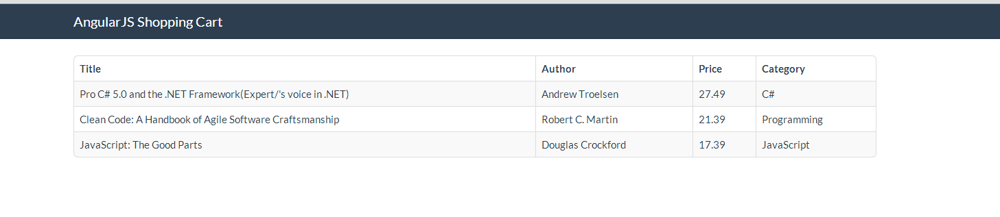 AngularJS Shopping Cart
Title Author Price Category
Pro C# 5.0 and the .NET Framework(Expert/'s voice in .NET) Andrew Troelsen 27.49 C#
Clean Code: A Handbook of Agile Software Craftsmanship Robert C. Martin 21.39 Programming
JavaScript: The Good Parts Douglas Crockford 17.39 JavaScript